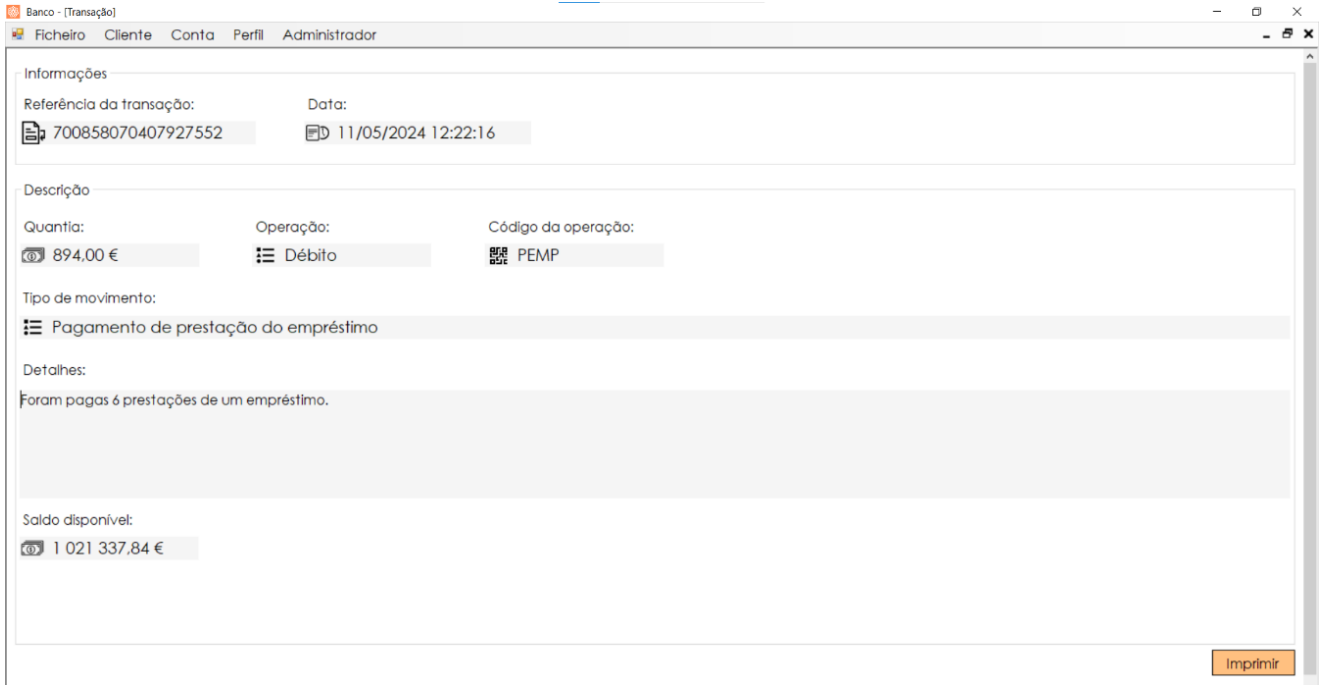 Banco - [Transação]
Ficheiro Cliente Conta Perfil Administrador
Informações
Referência da transação: Data:
700858070407927552 11/05/2024 12:22:16
Descrição
Quantia: Operação: Código da operação:
894,00 € Débito PEMP
Tipo de movimento:
Pagamento de prestação do empréstimo
Detalhes:
Foram pagas 6 prestações de um empréstimo.
Saldo disponível:
1 021 337,84 €
Imprimir